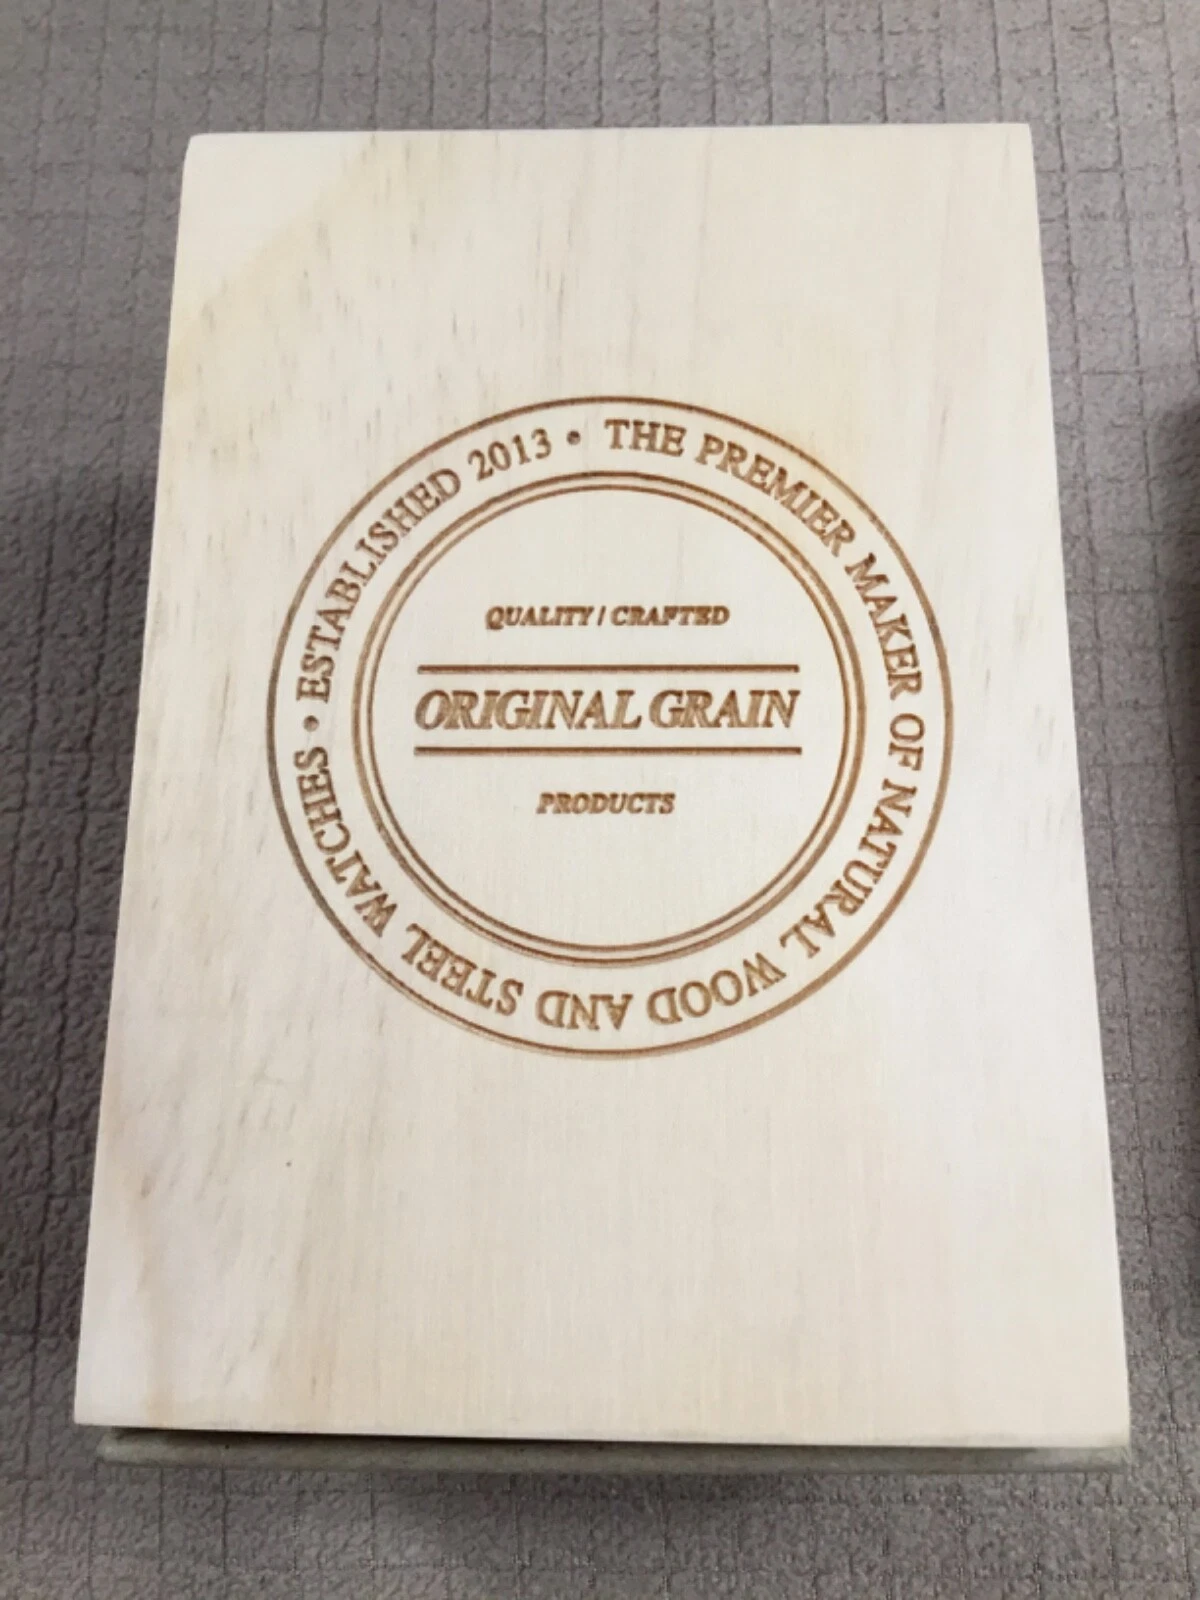 ESTABLISHED 2013 • THE PREMIER MAKER OF NATURAL WOOD AND STEEL WATCHES •
QUALITY / CRAFTED
ORIGINAL GRAIN
PRODUCTS